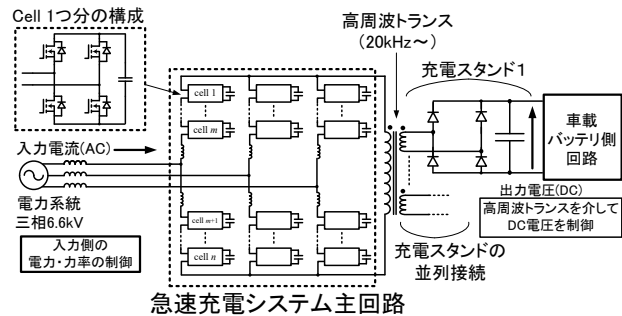 Cell 1つ分の構成
高周波トランス
(20kHz~)
充電スタンド1
cell 1
cell m
入力電流(AC)
電力系統
三相6.6kV
入力側の
電力・力率の制御
cell m+1
cell n
車載
バッテリ側
回路
出力電圧(DC)
高周波トランスを介して
DC電圧を制御
充電スタンドの
並列接続
急速充電システム主回路